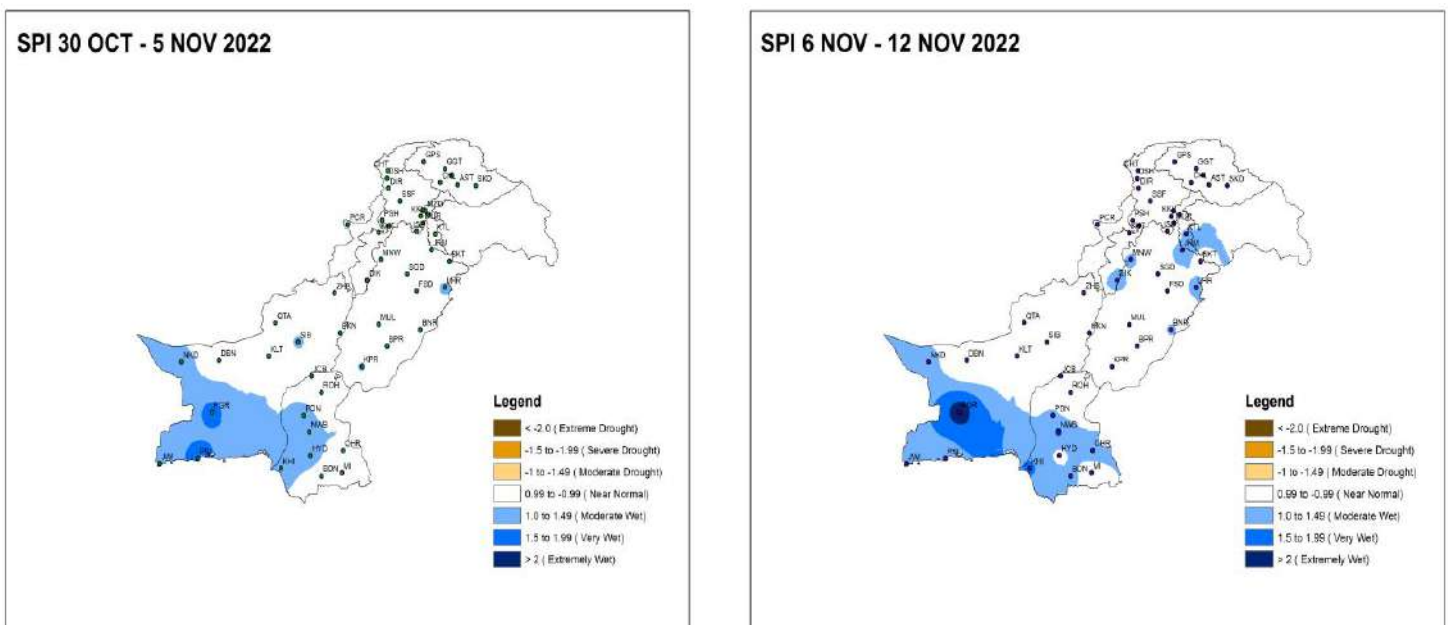 SPI 30 OCT - 5 NOV 2022
GPS
GGT
CHT
DSH
DIR
AST
SKD
SSF
PSH
PCR
KTL
MNW
JRM
SKT
SGD
DIK
LHR
FSD
ZHB
QTA
MUL
BNR
SIB
BKN
BPR
KLT
DBN
NKD
KPR
JCB
ROH
PGR
PDN
NWB
HYD
CHR
JWI
KHI
BDN
MI
Legend
< -2.0 ( Extreme Drought)
-1.5 to -1.99 ( Severe Drought)
-1 to -1.49 ( Moderate Drought)
0.99 to -0.99 ( Near Normal)
1.0 to 1.49 ( Moderate Wet)
1.5 to 1.99 ( Very Wet)
> 2 ( Extremely Wet)
SPI 6 NOV - 12 NOV 2022
GPS
GGT
CHT
DSH
DIR
AST
SKD
SSF
PSH
PCR
MNW
SKT
SGD
DIK
LHR
FSD
ZHB
QTA
MUL
BNR
SIB
BKN
BPR
KLT
DBN
NKD
KPR
JCB
ROH
PDN
NWB
HYD
CHR
JWI
PSN
KHI
BDN
MI
Legend
< -2.0 ( Extreme Drought)
-1.5 to -1.99 ( Severe Drought)
-1 to -1.49 ( Moderate Drought)
0.99 to -0.99 ( Near Normal)
1.0 to 1.49 ( Moderate Wet)
1.5 to 1.99 ( Very Wet)
> 2 ( Extremely Wet)